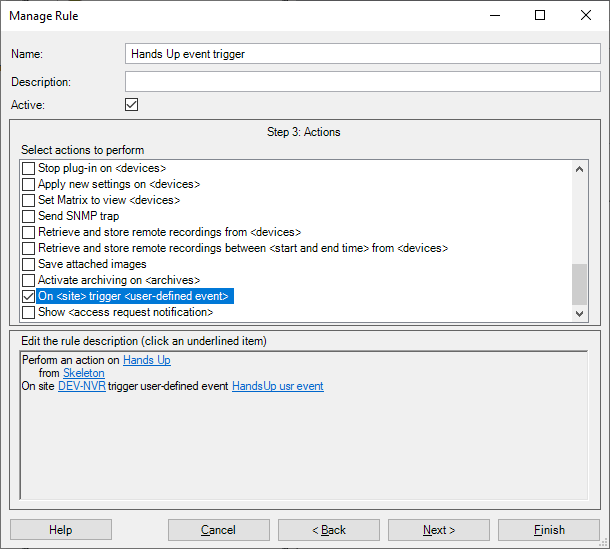 Manage Rule
Name:
Hands Up event trigger
Description:
Active:
Step 3: Actions
Select actions to perform
Stop plug-in on <devices>
Apply new settings on <devices>
Set Matrix to view <devices>
Send SNMP trap
Retrieve and store remote recordings from <devices>
Retrieve and store remote recordings between <start and end time> from <devices>
Save attached images
Activate archiving on <archives>
On <site> trigger <user-defined event>
Show <access request notification>
Edit the rule description (click an underlined item)
Perform an action on Hands Up
from Skeleton
On site DEV-NVR trigger user-defined event HandsUp usr event
Help
Cancel
< Back
Next >
Finish